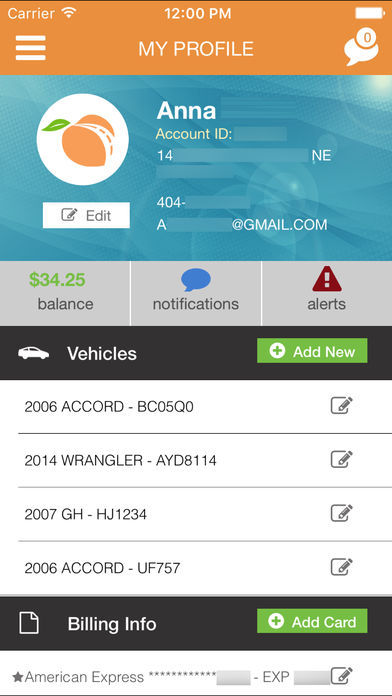 Carrier 12:00 PM
MY PROFILE
0
Anna
Account ID:
14 NE
404-
A @GMAIL.COM
Edit
$34.25
balance
notifications
alerts
Vehicles
Add New
2006 ACCORD - BC05Q0
2014 WRANGLER - AYD8114
2007 GH - HJ1234
2006 ACCORD - UF757
Billing Info
Add Card
American Express ************ - EXP